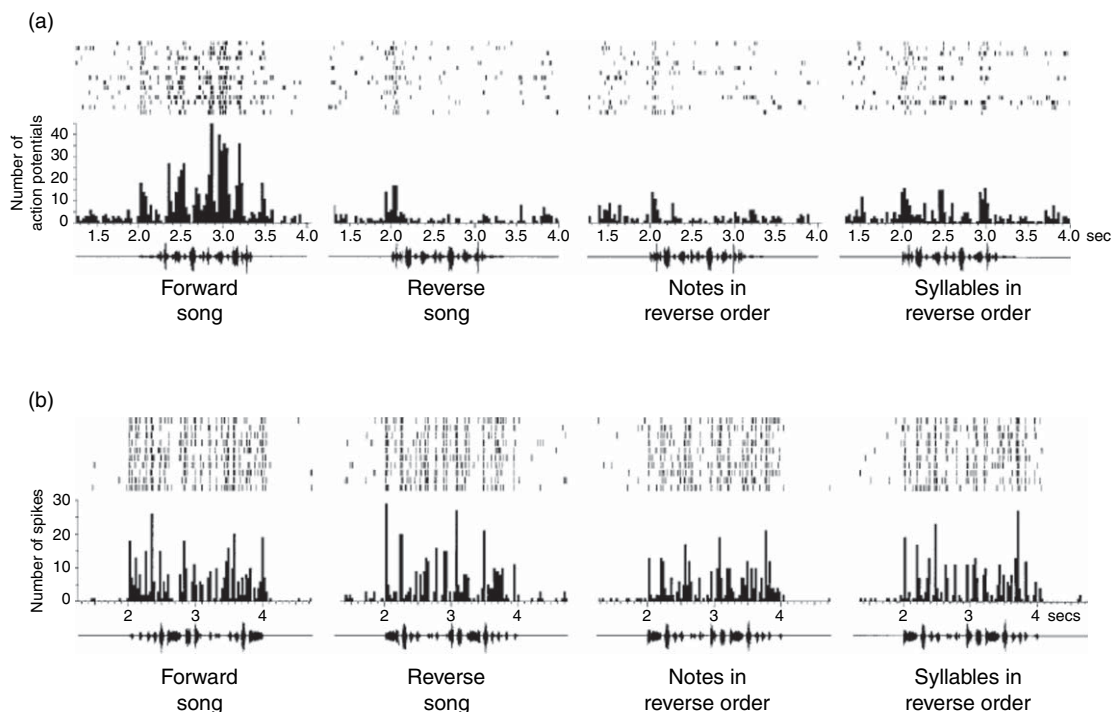 (a)
Number of
action potentials
40
30
20
10
0
1.5 2.0 2.5 3.0 3.5 4.0 1.5 2.0 2.5 3.0 3.5 4.0 1.5 2.0 2.5 3.0 3.5 4.0 1.5 2.0 2.5 3.0 3.5 4.0 sec
Forward
song
Reverse
song
Notes in
reverse order
Syllables in
reverse order
(b)
Number of spikes
30
20
10
0
2 3 4 2 3 4 2 3 4 2 3 4 secs
Forward
song
Reverse
song
Notes in
reverse order
Syllables in
reverse order